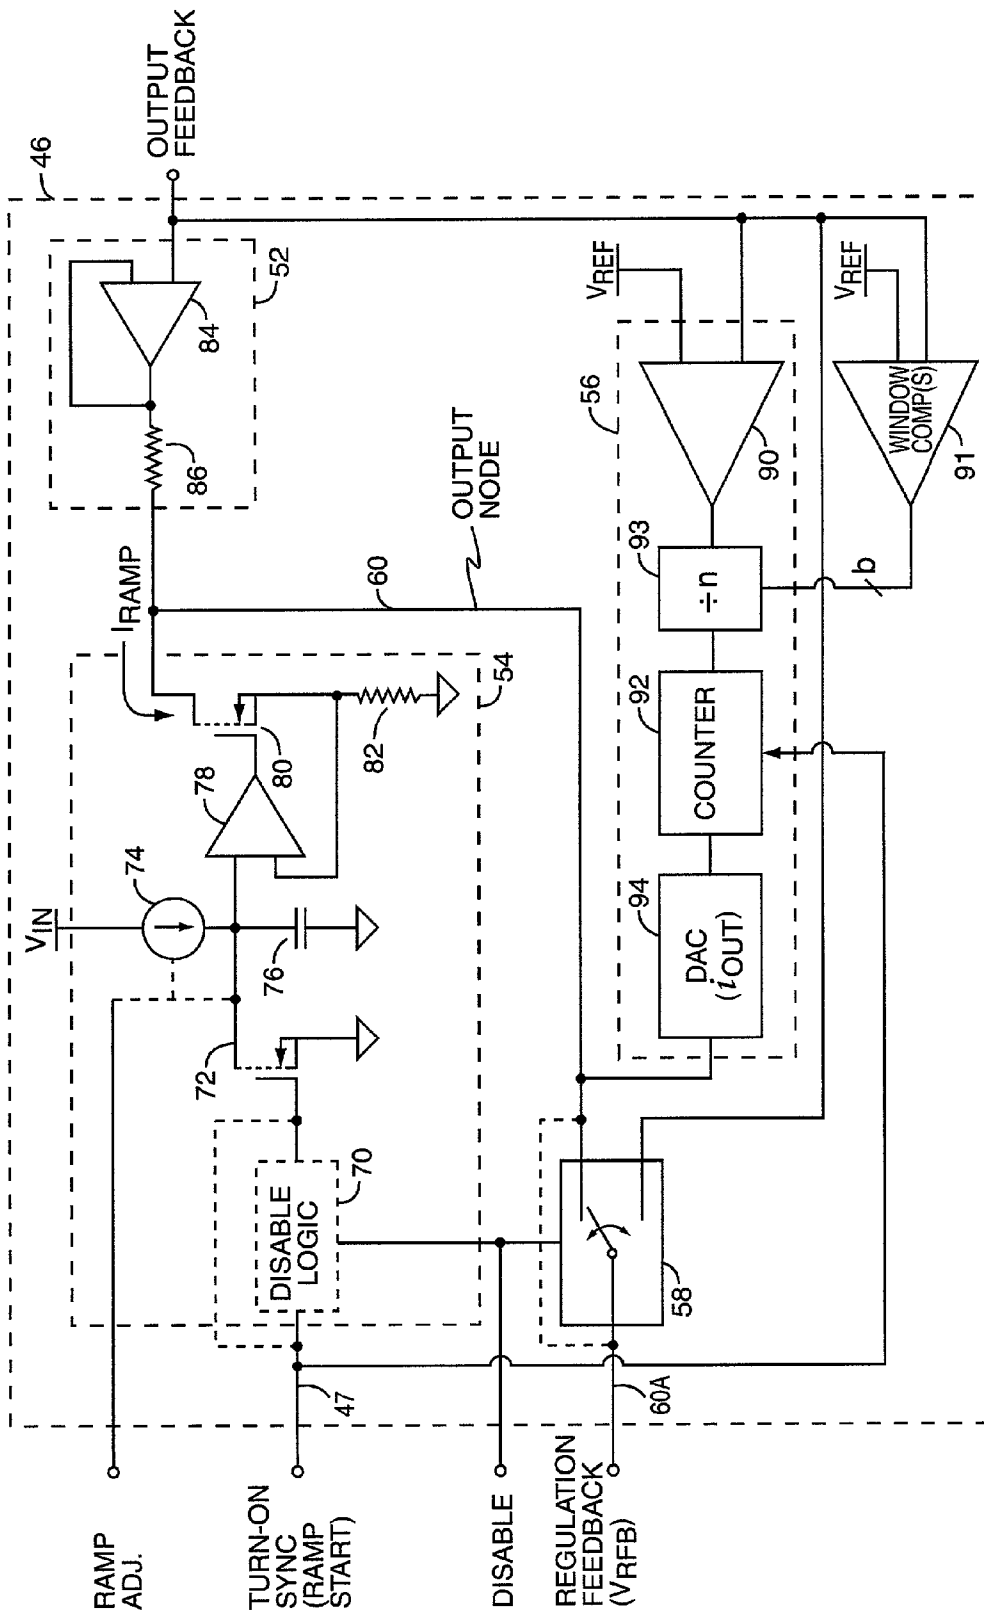 RAMP
ADJ.
TURN-ON
SYNC
(RAMP
START)
DISABLE
REGULATION
FEEDBACK
(VRFB)
OUTPUT
FEEDBACK
46
VIN
74
72
76
78
80
82
IRAMP
86
84
52
54
DISABLE
LOGIC
70
47
60
OUTPUT
NODE
60A
58
56
DAC
(iOUT)
94
COUNTER
92
÷n
93
90
VREF
b
WINDOW
COMP(S)
91
VREF